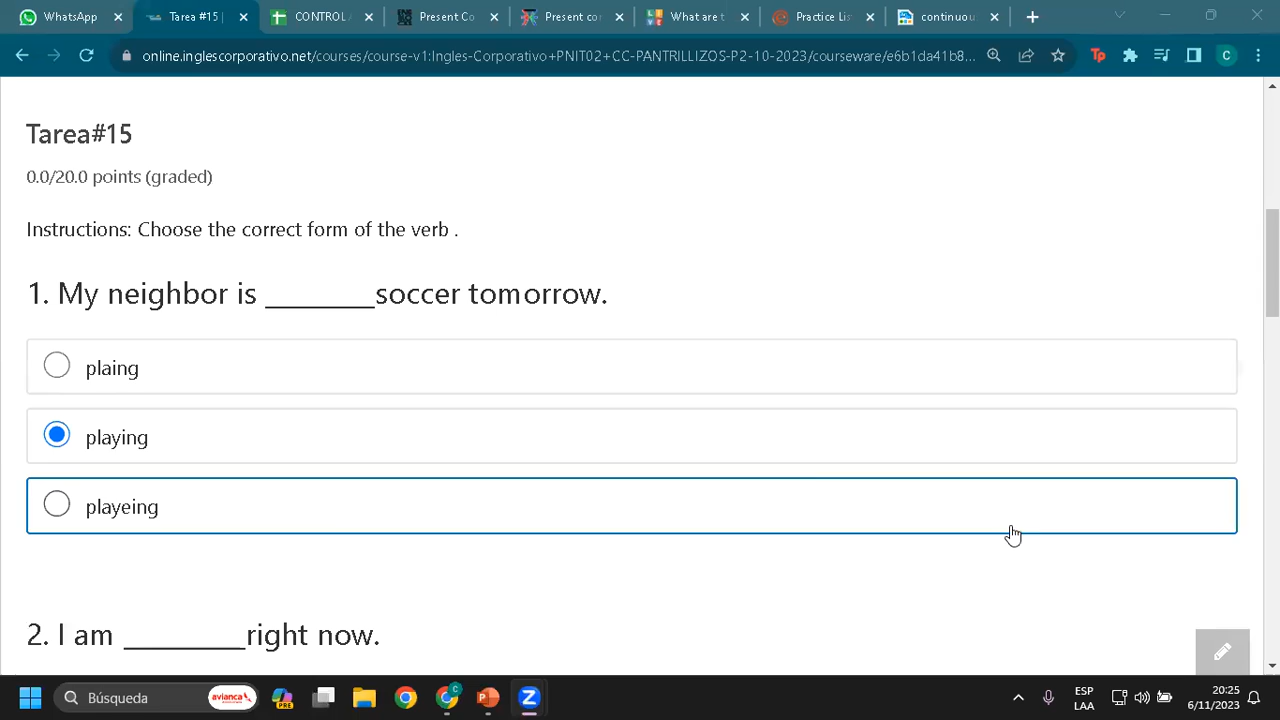 WhatsApp
Tarea #15 |
CONTROL A
Present Co
Present co
What are t
Practice Lis
continuou
online.inglescorporativo.net/courses/course-v1:Ingles-Corporativo+PNIT02+CC-PANTRILLIZOS-P2-10-2023/courseware/e6b1da41b8...
Tarea#15
0.0/20.0 points (graded)
Instructions: Choose the correct form of the verb .
1. My neighbor is ________soccer tomorrow.
plaing
playing
playeing
2. I am _________right now.
Búsqueda
avianca
PRE
ESP
LAA
20:25
6/11/2023